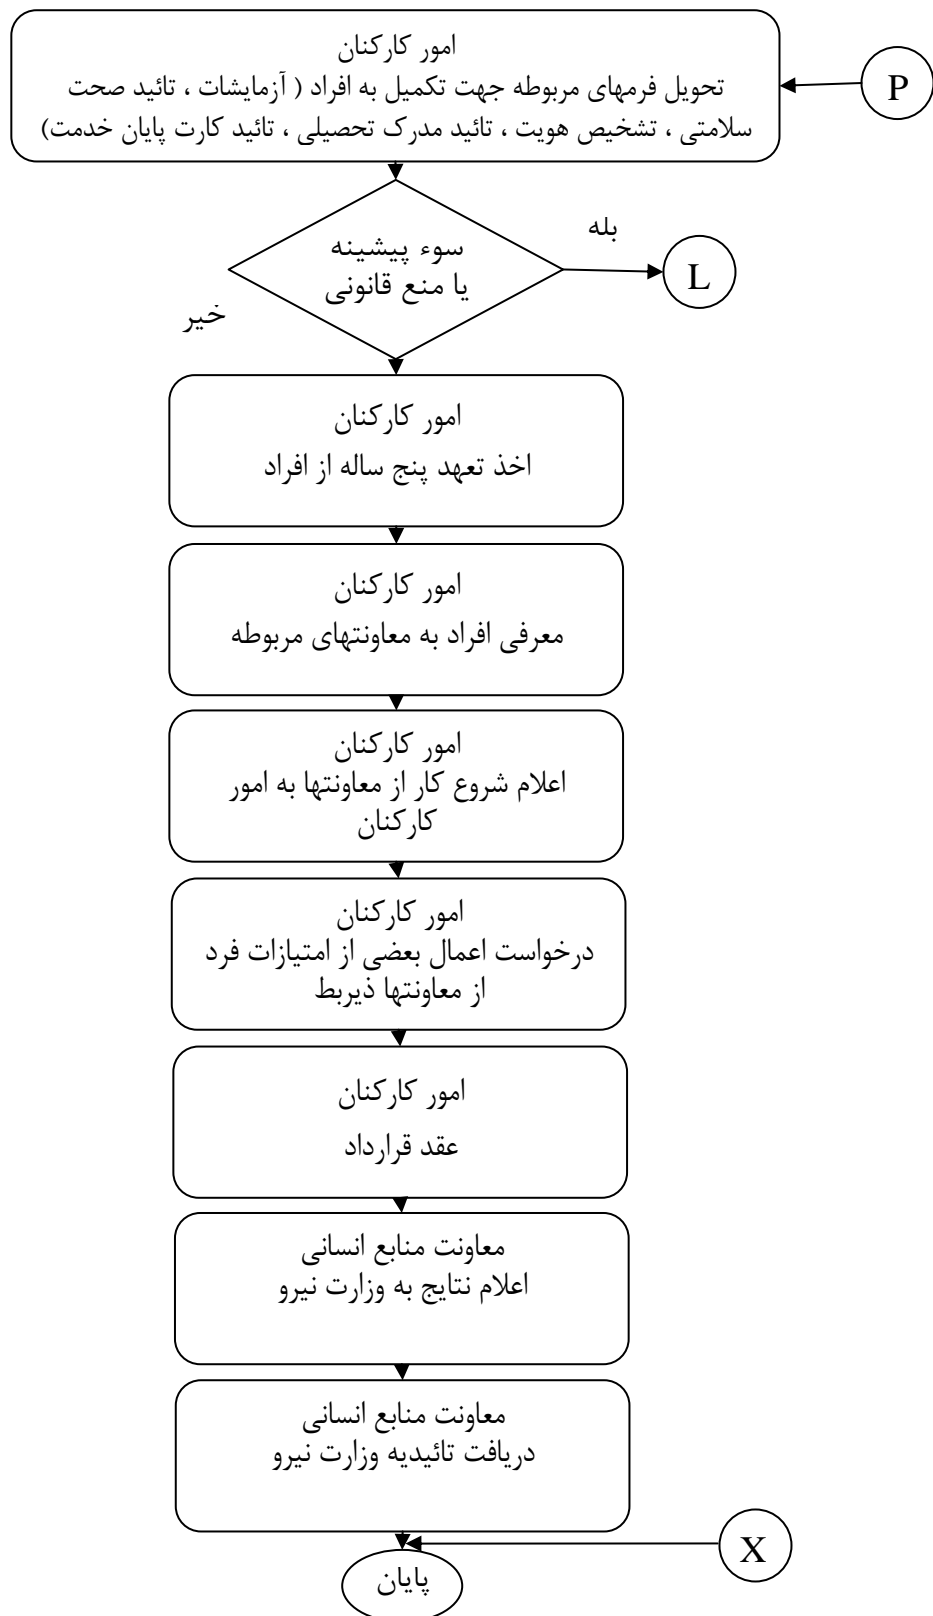 امور کارکنان
تحویل فرمهای مربوطه جهت تکمیل به افراد ( آزمایشات ، تائید صحت
سلامتی ، تشخیص هویت ، تائید مدرک تحصیلی ، تائید کارت پایان خدمت)
P
سوء پیشینه
یا منع قانونی
بله
L
خیر
امور کارکنان
اخذ تعهد پنج ساله از افراد
امور کارکنان
معرفی افراد به معاونتهای مربوطه
امور کارکنان
اعلام شروع کار از معاونتها به امور
کارکنان
امور کارکنان
درخواست اعمال بعضی از امتیازات فرد
از معاونتها ذیربط
امور کارکنان
عقد قرارداد
معاونت منابع انسانی
اعلام نتایج به وزارت نیرو
معاونت منابع انسانی
دریافت تائیدیه وزارت نیرو
X
پایان